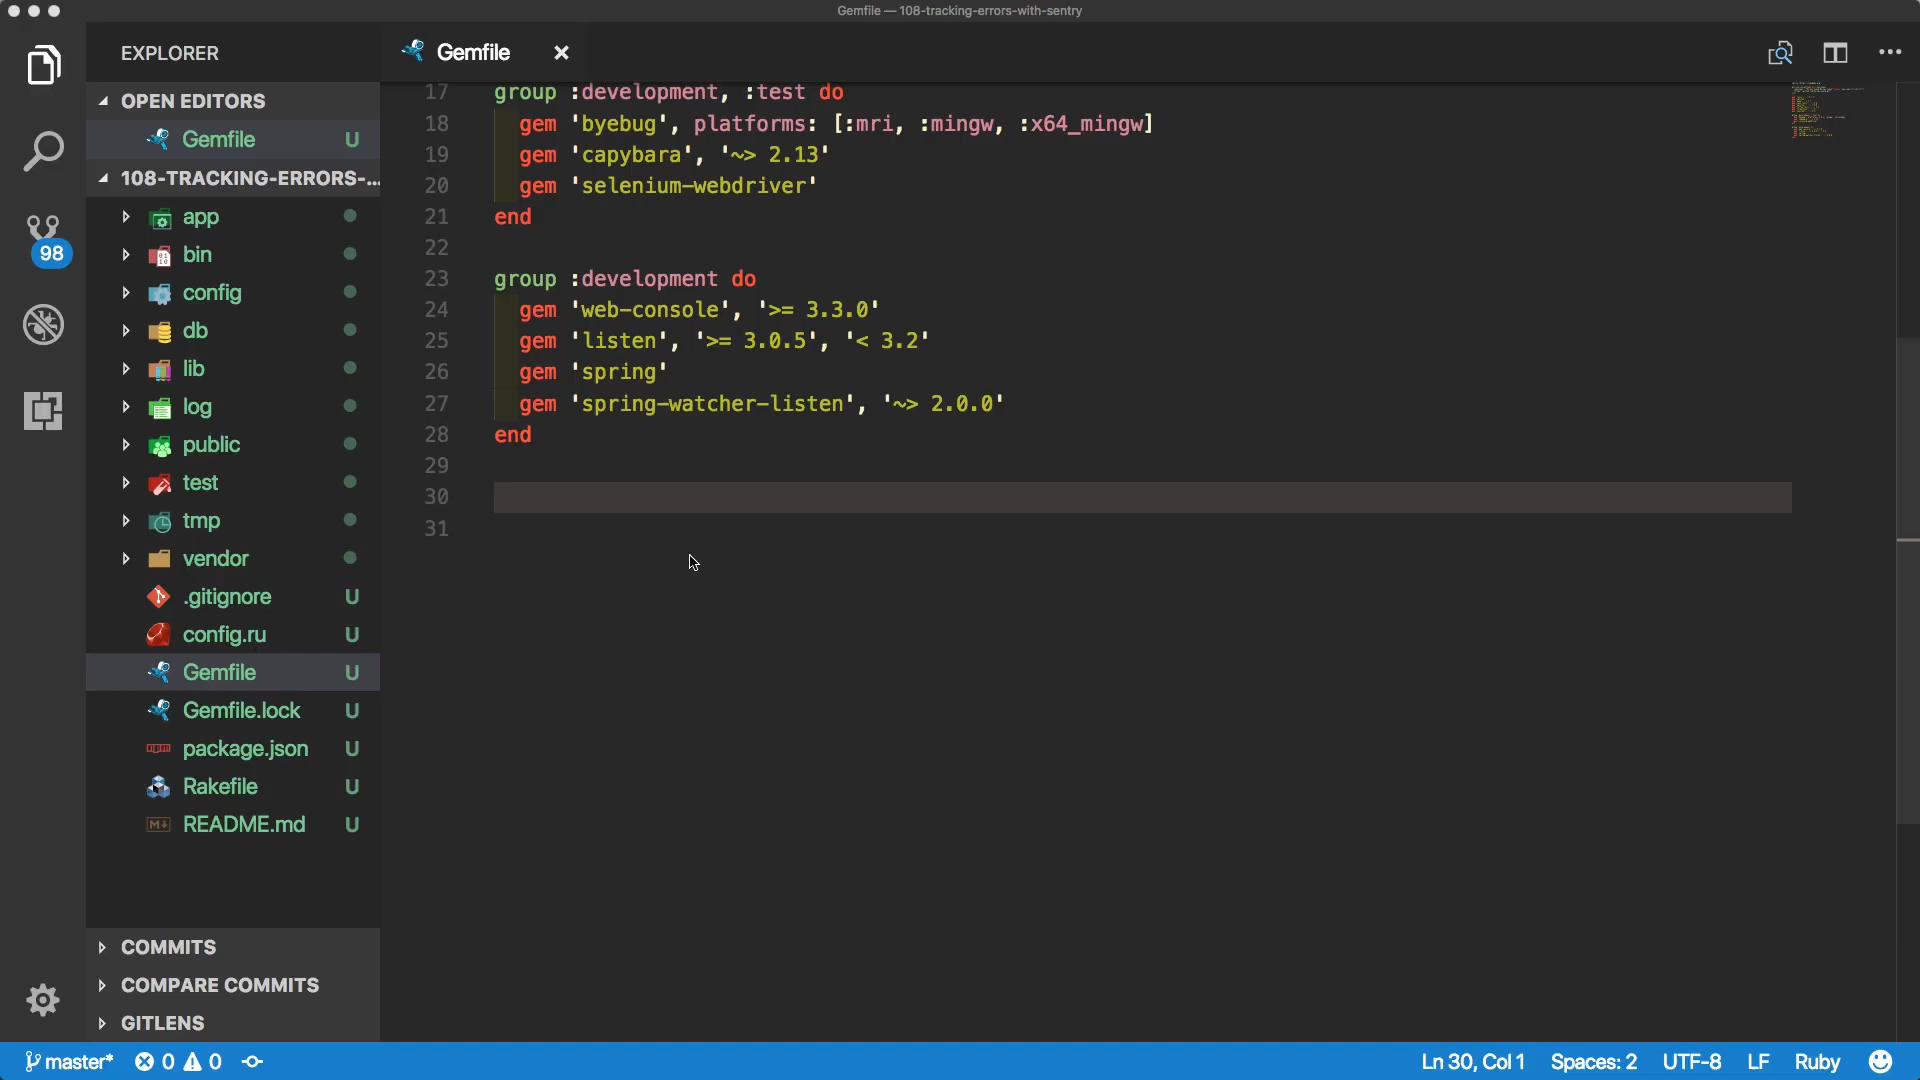 Gemfile — 108-tracking-errors-with-sentry
EXPLORER
Gemfile
OPEN EDITORS
Gemfile U
108-TRACKING-ERRORS-...
app
bin
config
db
lib
log
public
test
tmp
vendor
.gitignore U
config.ru U
Gemfile U
Gemfile.lock U
package.json U
Rakefile U
README.md U
COMMITS
COMPARE COMMITS
GITLENS
98
17 group :development, :test do
18 gem 'byebug', platforms: [:mri, :mingw, :x64_mingw]
19 gem 'capybara', '~> 2.13'
20 gem 'selenium-webdriver'
21 end
22
23 group :development do
24 gem 'web-console', '>= 3.3.0'
25 gem 'listen', '>= 3.0.5', '< 3.2'
26 gem 'spring'
27 gem 'spring-watcher-listen', '~> 2.0.0'
28 end
29
30
31
master* 0 0 Ln 30, Col 1 Spaces: 2 UTF-8 LF Ruby